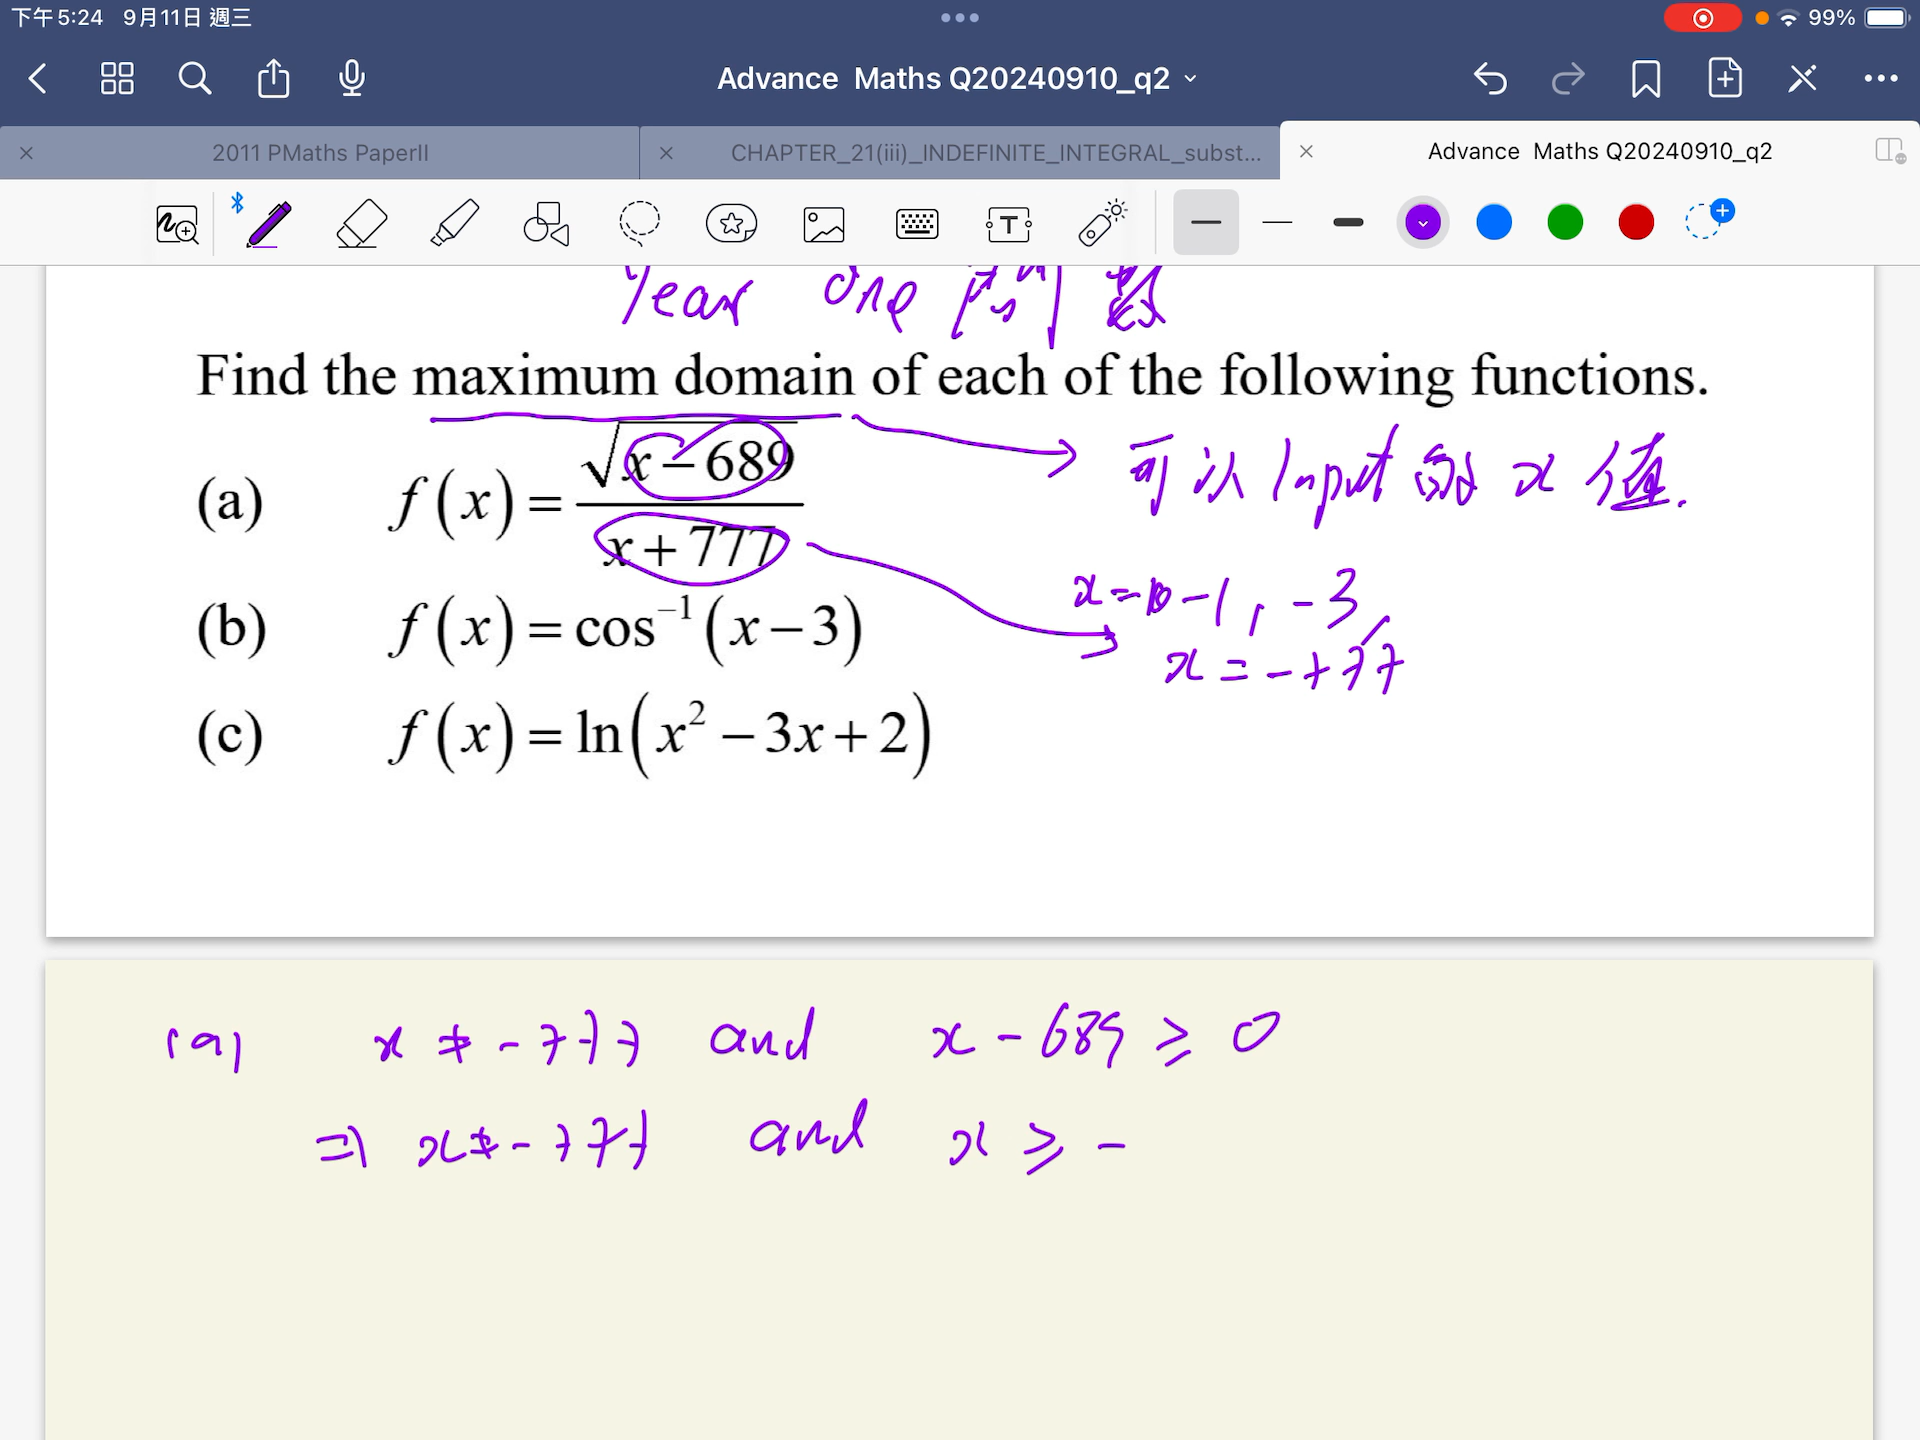 下午5:24 9月11日 週三
99%
Advance Maths Q20240910_q2
2011 PMaths PaperII
CHAPTER_21(iii)_INDEFINITE_INTEGRAL_subst...
Advance Maths Q20240910_q2
Year One 問題
Find the maximum domain of each of the following functions.
(a) f(x) = √(x − 689) / (x + 777)
可以 Input 的 x 值.
x = -1, -3,
x = -777
(b) f(x) = cos⁻¹(x − 3)
(c) f(x) = ln(x² − 3x + 2)
(a) x ≠ -777 and x - 689 ≥ 0
⇒ x ≠ -777 and x ≥ -